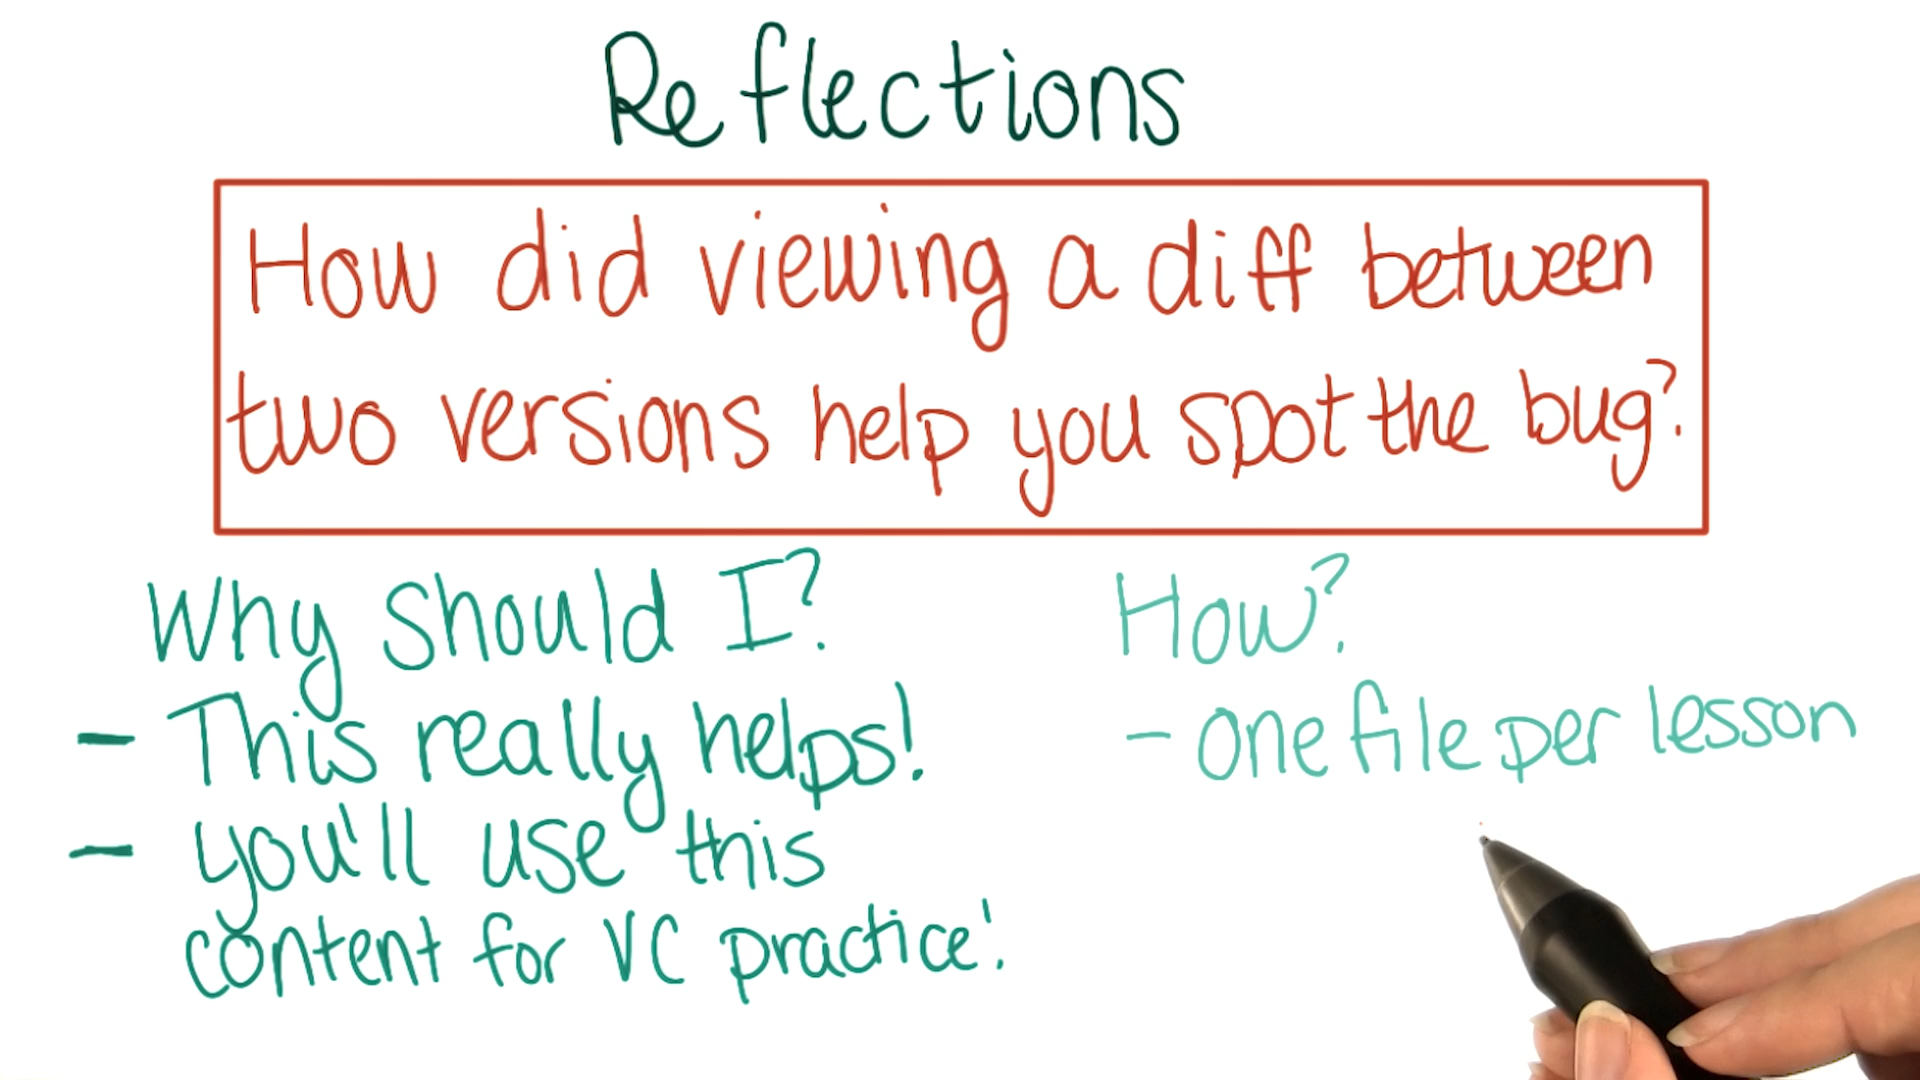 Reflections
How did viewing a diff between
two versions help you spot the bug?
Why should I?
- This really helps!
- you'll use this
content for VC practice!
How?
- one file per lesson